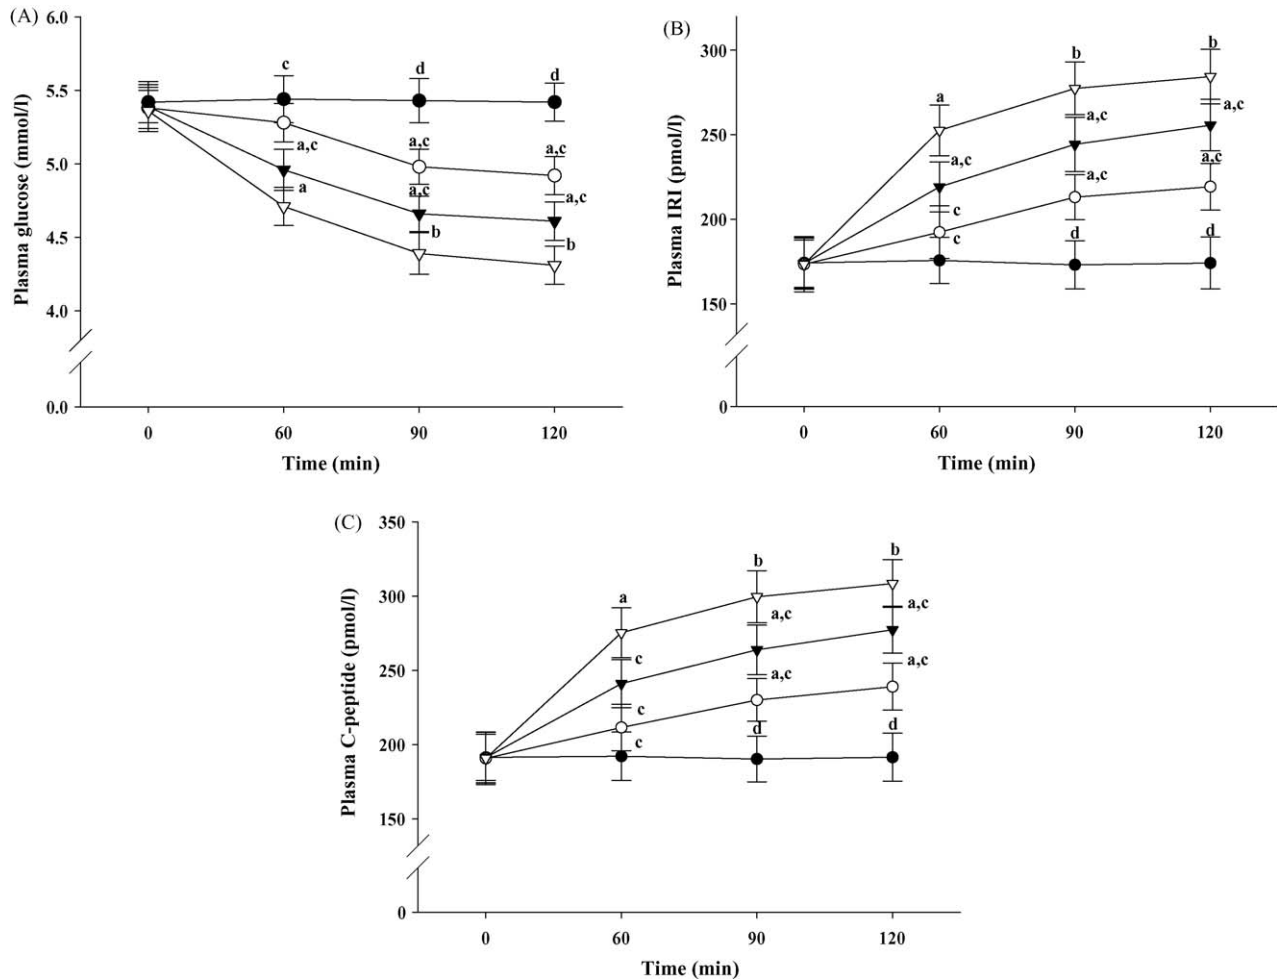 (A)
6.0
5.5
5.0
4.5
4.0
0.0
Plasma glucose (mmol/l)
c
d
d
a,c
a,c
a,c
a
a,c
a,c
b
b
0
60
90
120
Time (min)
(B)
300
250
200
150
0
Plasma IRI (pmol/l)
a
b
b
a,c
a,c
a,c
c
a,c
a,c
c
d
d
0
60
90
120
Time (min)
(C)
350
300
250
200
150
0
Plasma C-peptide (pmol/l)
a
b
b
c
a,c
a,c
c
a,c
a,c
c
d
d
0
60
90
120
Time (min)